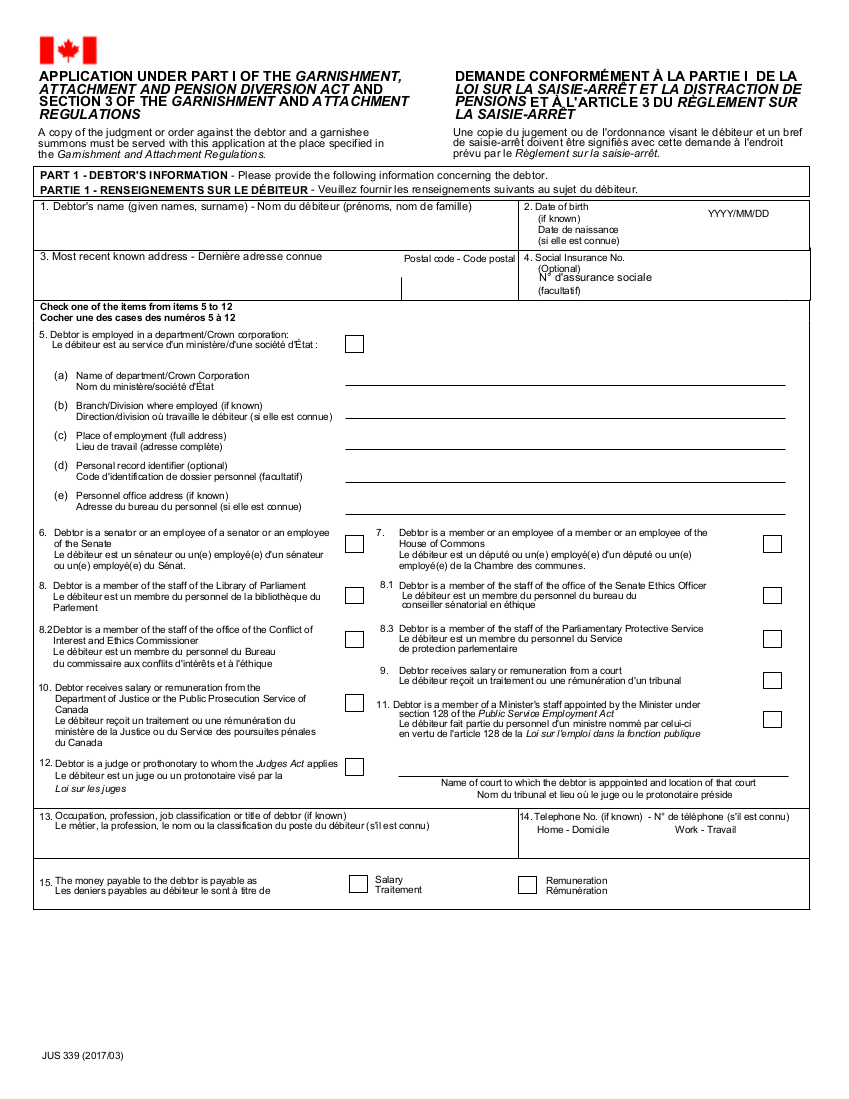 APPLICATION UNDER PART I OF THE GARNISHMENT,
ATTACHMENT AND PENSION DIVERSION ACT AND
SECTION 3 OF THE GARNISHMENT AND ATTACHMENT
REGULATIONS
A copy of the judgment or order against the debtor and a garnishee
summons must be served with this application at the place specified in
the Garnishment and Attachment Regulations.
DEMANDE CONFORMÉMENT À LA PARTIE I DE LA
LOI SUR LA SAISIE-ARRÊT ET LA DISTRACTION DE
PENSIONS ET À L'ARTICLE 3 DU RÈGLEMENT SUR
LA SAISIE-ARRÊT
Une copie du jugement ou de l'ordonnance visant le débiteur et un bref
de saisie-arrêt doivent être signifiés avec cette demande à l'endroit
prévu par le Règlement sur la saisie-arrêt.
PART 1 - DEBTOR'S INFORMATION - Please provide the following information concerning the debtor.
PARTIE 1 - RENSEIGNEMENTS SUR LE DÉBITEUR - Veuillez fournir les renseignements suivants au sujet du débiteur.
1. Debtor's name (given names, surname) - Nom du débiteur (prénoms, nom de famille)
2. Date of birth
(if known)
Date de naissance
(si elle est connue)
YYYY/MM/DD
3. Most recent known address - Dernière adresse connue
Postal code - Code postal
4. Social Insurance No.
(Optional)
N° d'assurance sociale
(facultatif)
Check one of the items from items 5 to 12
Cocher une des cases des numéros 5 à 12
5. Debtor is employed in a department/Crown corporation:
Le débiteur est au service d'un ministère/d'une société d'État :
(a) Name of department/Crown Corporation
Nom du ministère/société d'État
(b) Branch/Division where employed (if known)
Direction/division où travaille le débiteur (si elle est connue)
(c) Place of employment (full address)
Lieu de travail (adresse complète)
(d) Personal record identifier (optional)
Code d'identification de dossier personnel (facultatif)
(e) Personnel office address (if known)
Adresse du bureau du personnel (si elle est connue)
6. Debtor is a senator or an employee of a senator or an employee
of the Senate
Le débiteur est un sénateur ou un(e) employé(e) d'un sénateur
ou un(e) employé(e) du Sénat.
7. Debtor is a member or an employee of a member or an employee of the
House of Commons
Le débiteur est un député ou un(e) employé(e) d'un député ou un(e)
employé(e) de la Chambre des communes.
8. Debtor is a member of the staff of the Library of Parliament
Le débiteur est un membre du personnel de la bibliothèque du
Parlement
8.1 Debtor is a member of the staff of the office of the Senate Ethics Officer
Le débiteur est un membre du personnel du bureau du
conseiller sénatorial en éthique
8.2Debtor is a member of the staff of the office of the Conflict of
Interest and Ethics Commissioner
Le débiteur est un membre du personnel du Bureau
du commissaire aux conflits d'intérêts et à l'éthique
8.3 Debtor is a member of the staff of the Parliamentary Protective Service
Le débiteur est un membre du personnel du Service
de protection parlementaire
9. Debtor receives salary or remuneration from a court
Le débiteur reçoit un traitement ou une rémunération d'un tribunal
10. Debtor receives salary or remuneration from the
Department of Justice or the Public Prosecution Service of
Canada
Le débiteur reçoit un traitement ou une rémunération du
ministère de la Justice ou du Service des poursuites pénales
du Canada
11. Debtor is a member of a Minister's staff appointed by the Minister under
section 128 of the Public Service Employment Act
Le débiteur fait partie du personnel d'un ministre nommé par celui-ci
en vertu de l'article 128 de la Loi sur l'emploi dans la fonction publique
12. Debtor is a judge or prothonotary to whom the Judges Act applies
Le débiteur est un juge ou un protonotaire visé par la
Loi sur les juges
Name of court to which the debtor is apppointed and location of that court
Nom du tribunal et lieu où le juge ou le protonotaire préside
13. Occupation, profession, job classification or title of debtor (if known)
Le métier, la profession, le nom ou la classification du poste du débiteur (s'il est connu)
14. Telephone No. (if known) - N° de téléphone (s'il est connu)
Home - Domicile Work - Travail
15. The money payable to the debtor is payable as
Les deniers payables au débiteur le sont à titre de
Salary
Traitement
Remuneration
Rémunération
JUS 339 (2017/03)